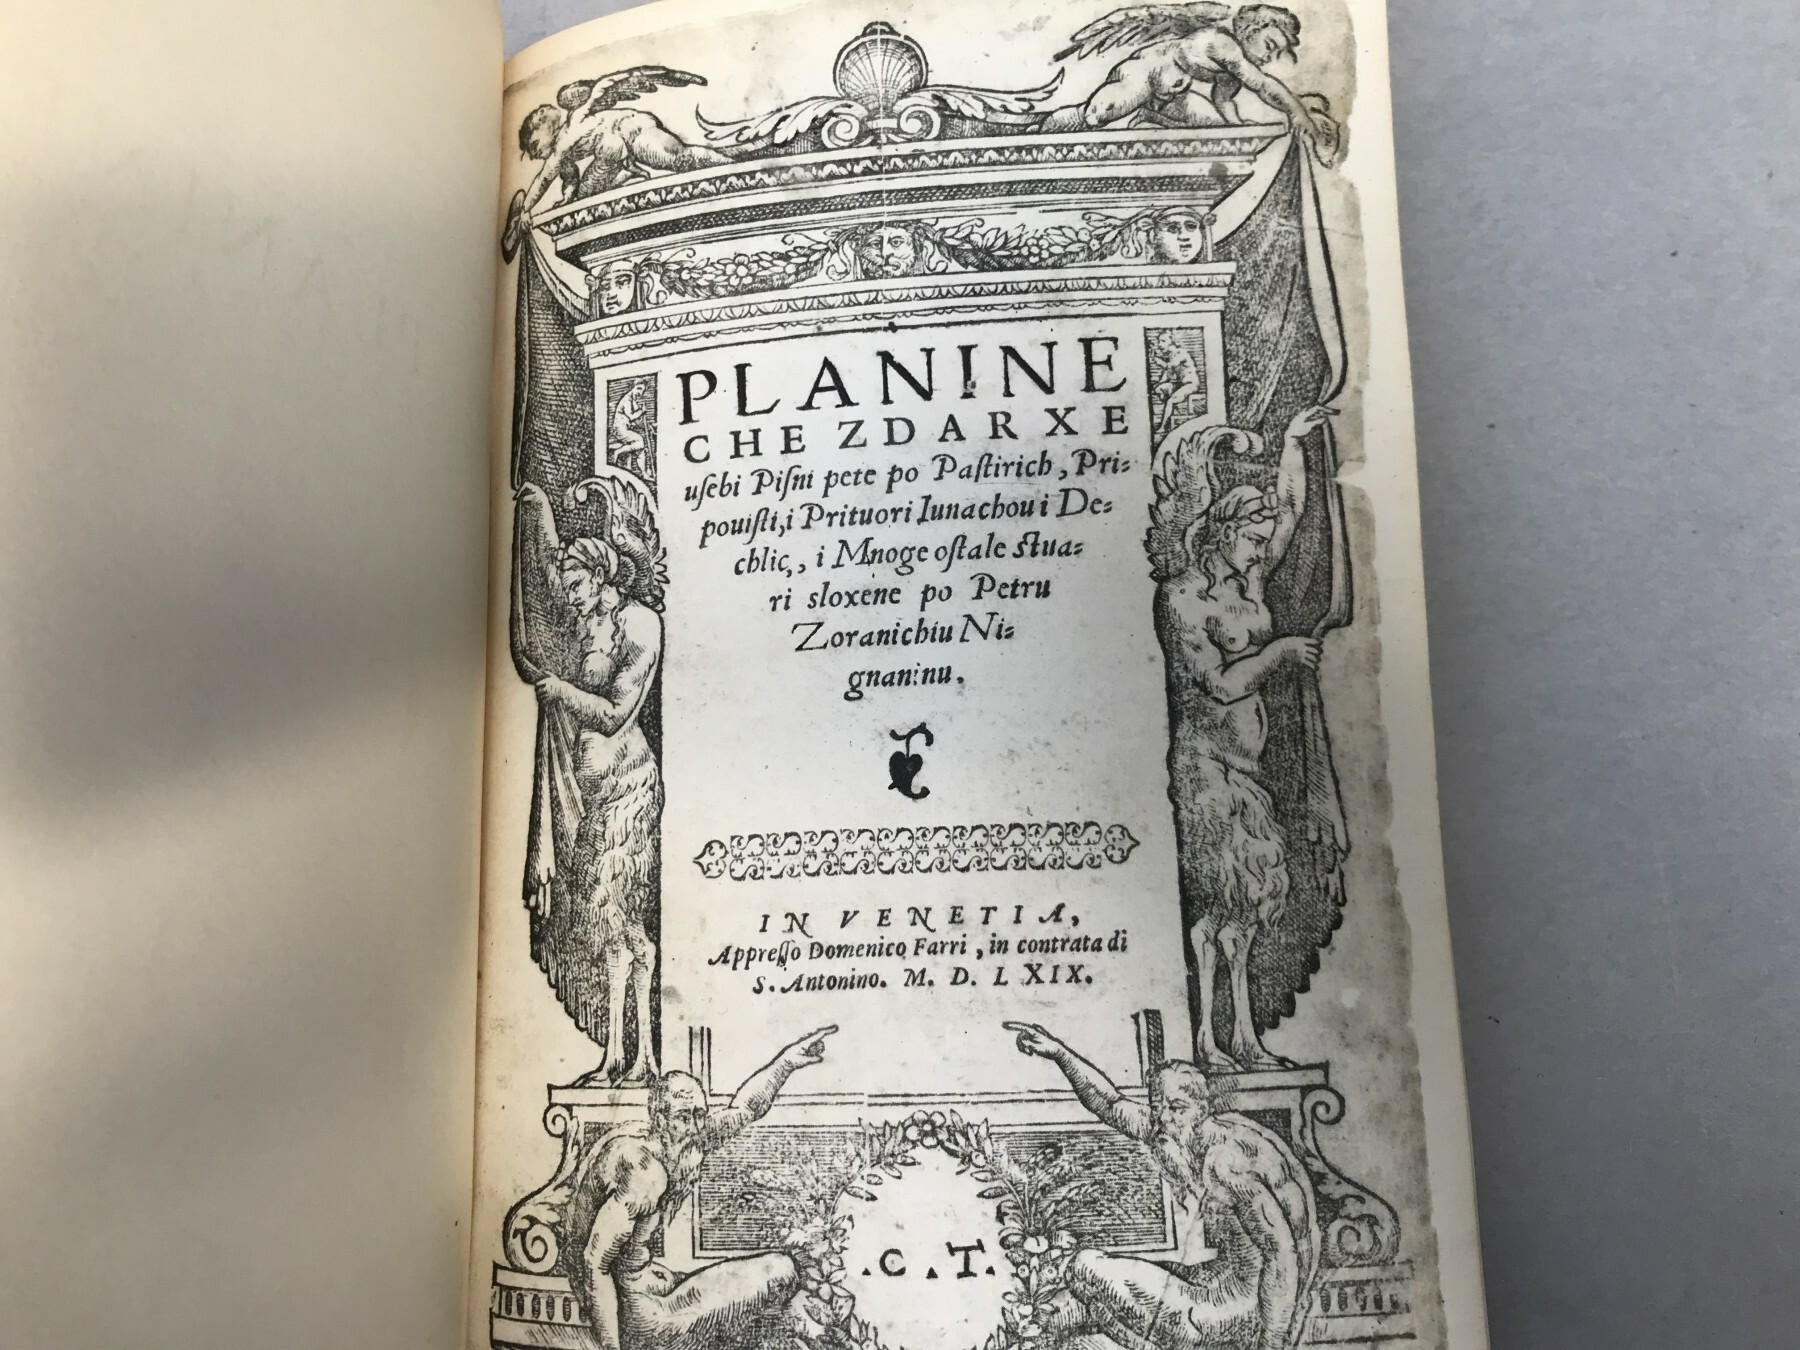 PLANINE
CHE ZDARXE
uſebi Piſni pete po Paſtirich, Pri=
pouiſti, i Prituori Iunachou i De=
chlic,, i Mnoge oſtale ſtua=
ri sloxene po Petru
Zoranichiu Ni=
gnaninu.
IN VENETIA,
Appreſſo Domenico Farri, in contrata di
S. Antonino. M. D. L XIX.
.C.T.